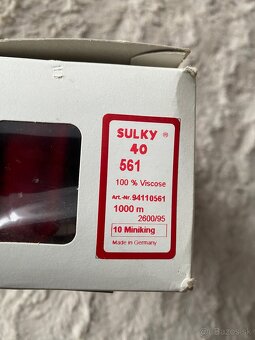 SULKY ®
40
561
100 % Viscose
Art.-Nr. 94110561
1000 m
2600/95
10 Miniking
Made in Germany